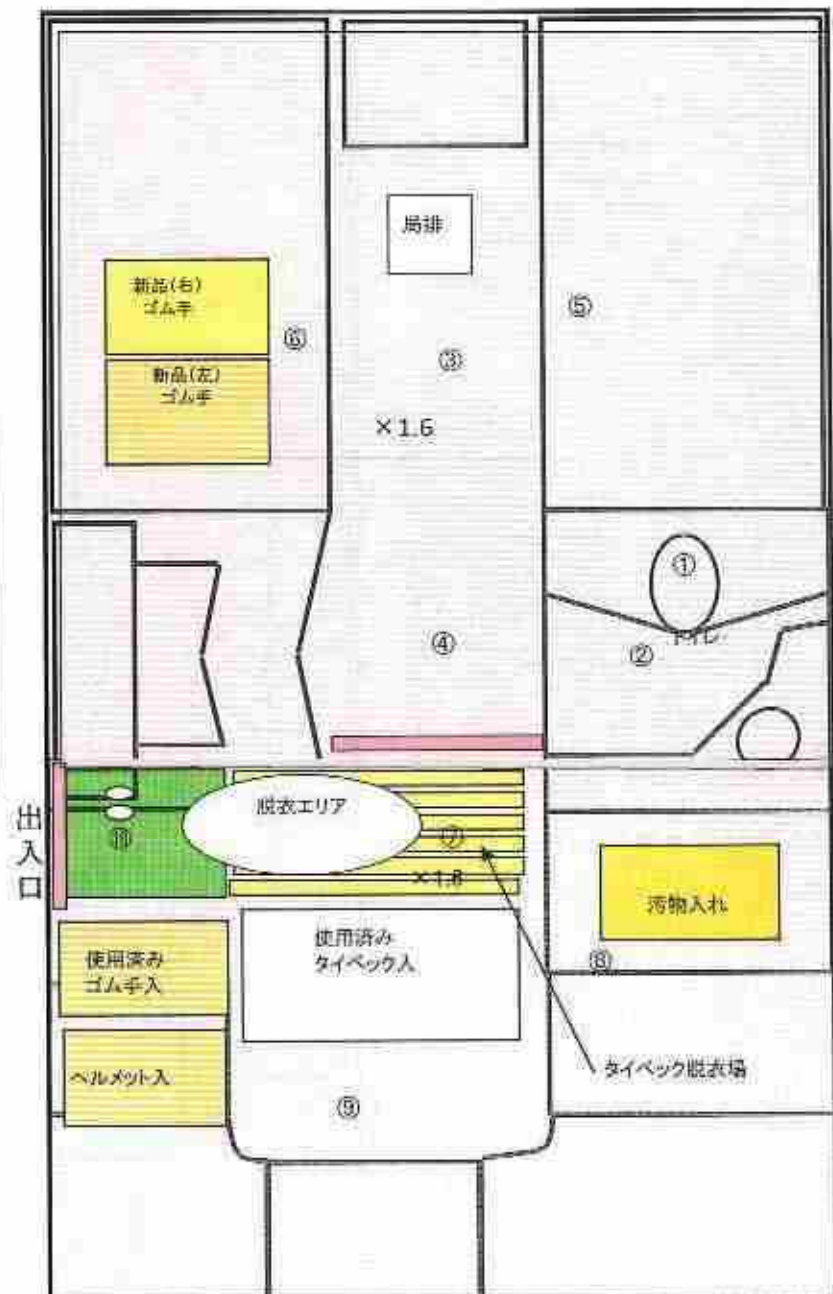 局排
新品(右)
ゴム手
⑥
⑤
③
新品(左)
ゴム手
×1.6
①
④
②
トイレ
出入口
脱衣エリア
⑪
⑦
×1.6
汚物入れ
使用済み
タイベック入
使用済み
ゴム手入
⑧
ヘルメット入
タイベック脱衣場
⑨